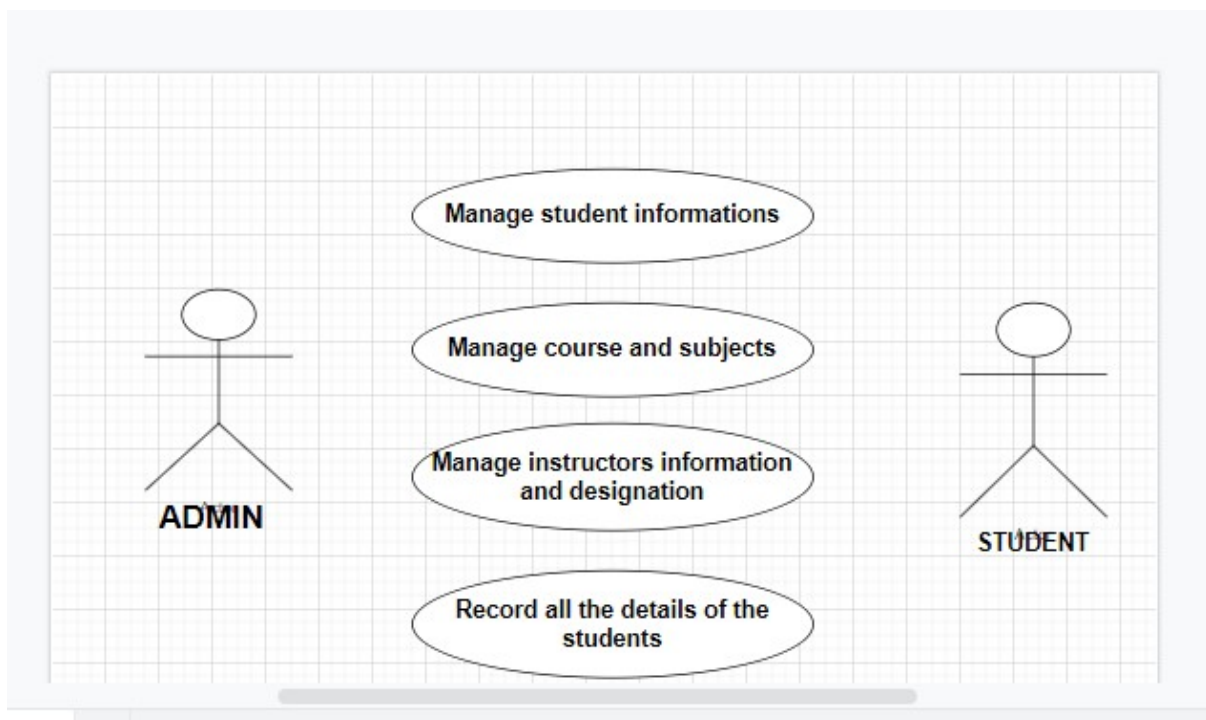 Manage student informations
Manage course and subjects
Manage instructors information
and designation
ADMIN
STUDENT
Record all the details of the
students